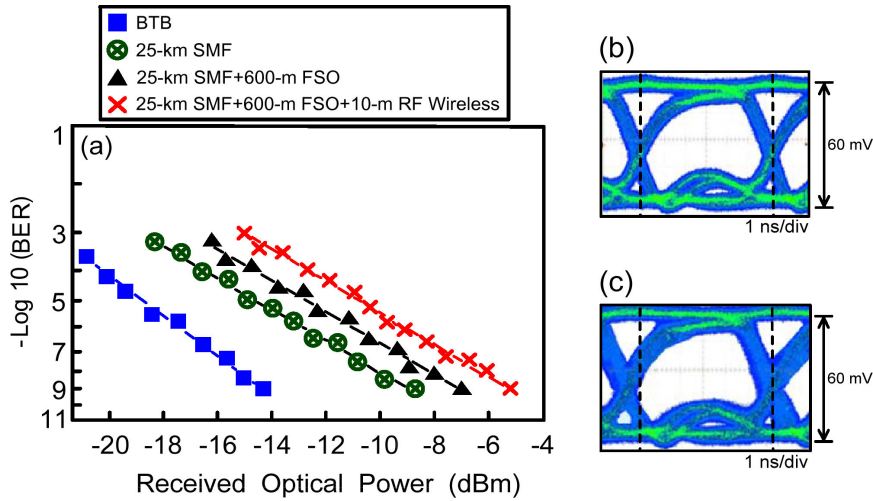 BTB
25-km SMF
25-km SMF+600-m FSO
25-km SMF+600-m FSO+10-m RF Wireless
(a)
-Log 10 (BER)
1
3
5
7
9
11
-20 -18 -16 -14 -12 -10 -8 -6 -4
Received Optical Power (dBm)
(b)
60 mV
1 ns/div
(c)
60 mV
1 ns/div